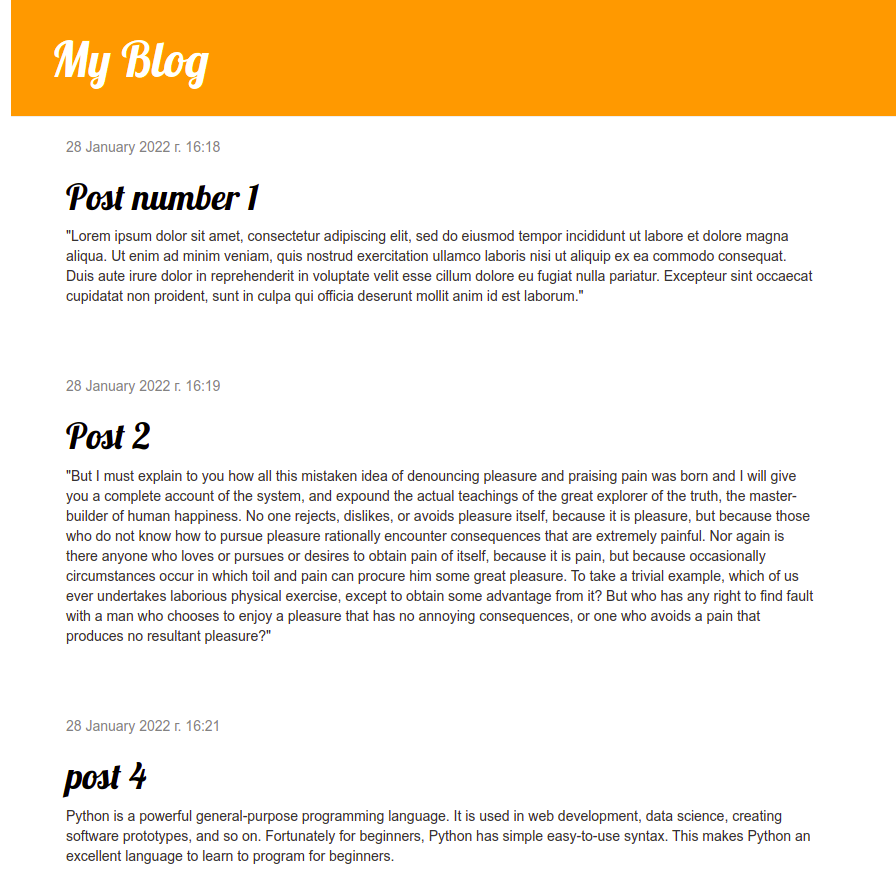 My Blog
28 January 2022 г. 16:18
Post number 1
"Lorem ipsum dolor sit amet, consectetur adipiscing elit, sed do eiusmod tempor incididunt ut labore et dolore magna
aliqua. Ut enim ad minim veniam, quis nostrud exercitation ullamco laboris nisi ut aliquip ex ea commodo consequat.
Duis aute irure dolor in reprehenderit in voluptate velit esse cillum dolore eu fugiat nulla pariatur. Excepteur sint occaecat
cupidatat non proident, sunt in culpa qui officia deserunt mollit anim id est laborum."
28 January 2022 г. 16:19
Post 2
"But I must explain to you how all this mistaken idea of denouncing pleasure and praising pain was born and I will give
you a complete account of the system, and expound the actual teachings of the great explorer of the truth, the master-
builder of human happiness. No one rejects, dislikes, or avoids pleasure itself, because it is pleasure, but because those
who do not know how to pursue pleasure rationally encounter consequences that are extremely painful. Nor again is
there anyone who loves or pursues or desires to obtain pain of itself, because it is pain, but because occasionally
circumstances occur in which toil and pain can procure him some great pleasure. To take a trivial example, which of us
ever undertakes laborious physical exercise, except to obtain some advantage from it? But who has any right to find fault
with a man who chooses to enjoy a pleasure that has no annoying consequences, or one who avoids a pain that
produces no resultant pleasure?"
28 January 2022 г. 16:21
post 4
Python is a powerful general-purpose programming language. It is used in web development, data science, creating
software prototypes, and so on. Fortunately for beginners, Python has simple easy-to-use syntax. This makes Python an
excellent language to learn to program for beginners.